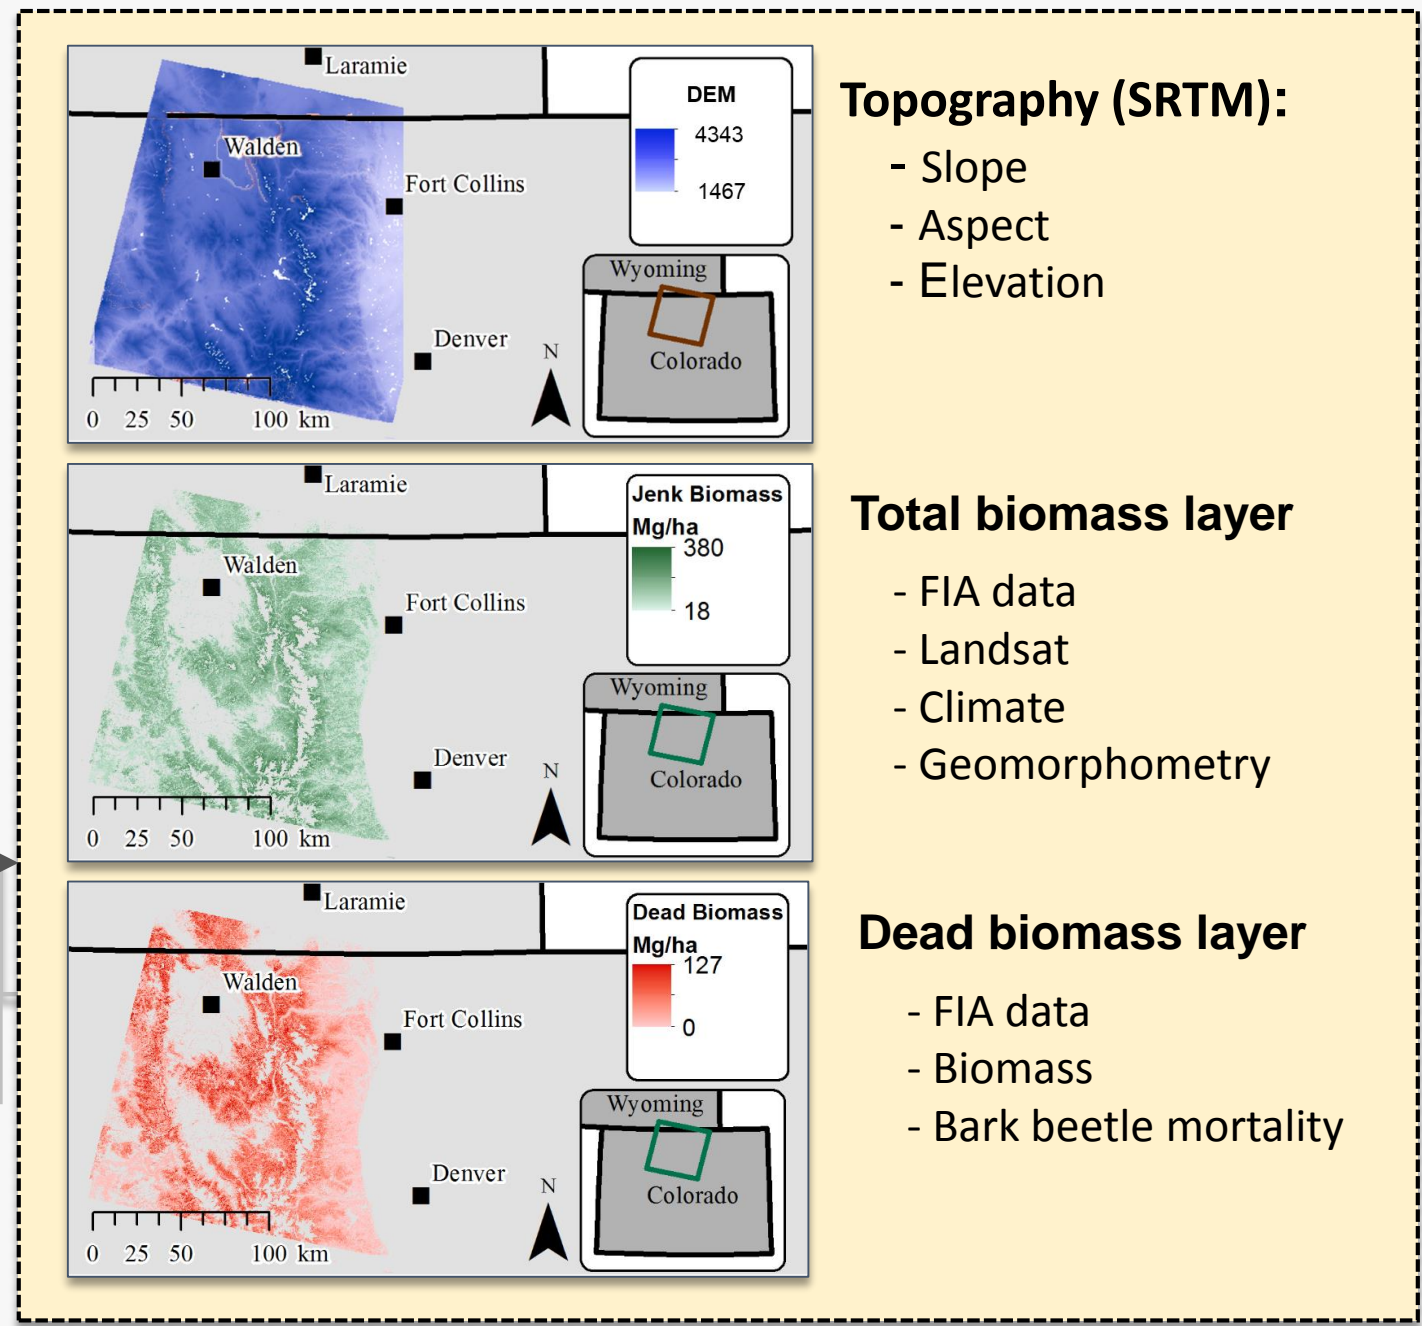 Laramie
Walden
Fort Collins
Denver
0 25 50 100 km
N
DEM
4343
1467
Wyoming
Colorado
Topography (SRTM):
- Slope
- Aspect
- Elevation
Laramie
Walden
Fort Collins
Denver
0 25 50 100 km
N
Jenk Biomass
Mg/ha
380
18
Wyoming
Colorado
Total biomass layer
- FIA data
- Landsat
- Climate
- Geomorphometry
Laramie
Walden
Fort Collins
Denver
0 25 50 100 km
N
Dead Biomass
Mg/ha
127
0
Wyoming
Colorado
Dead biomass layer
- FIA data
- Biomass
- Bark beetle mortality